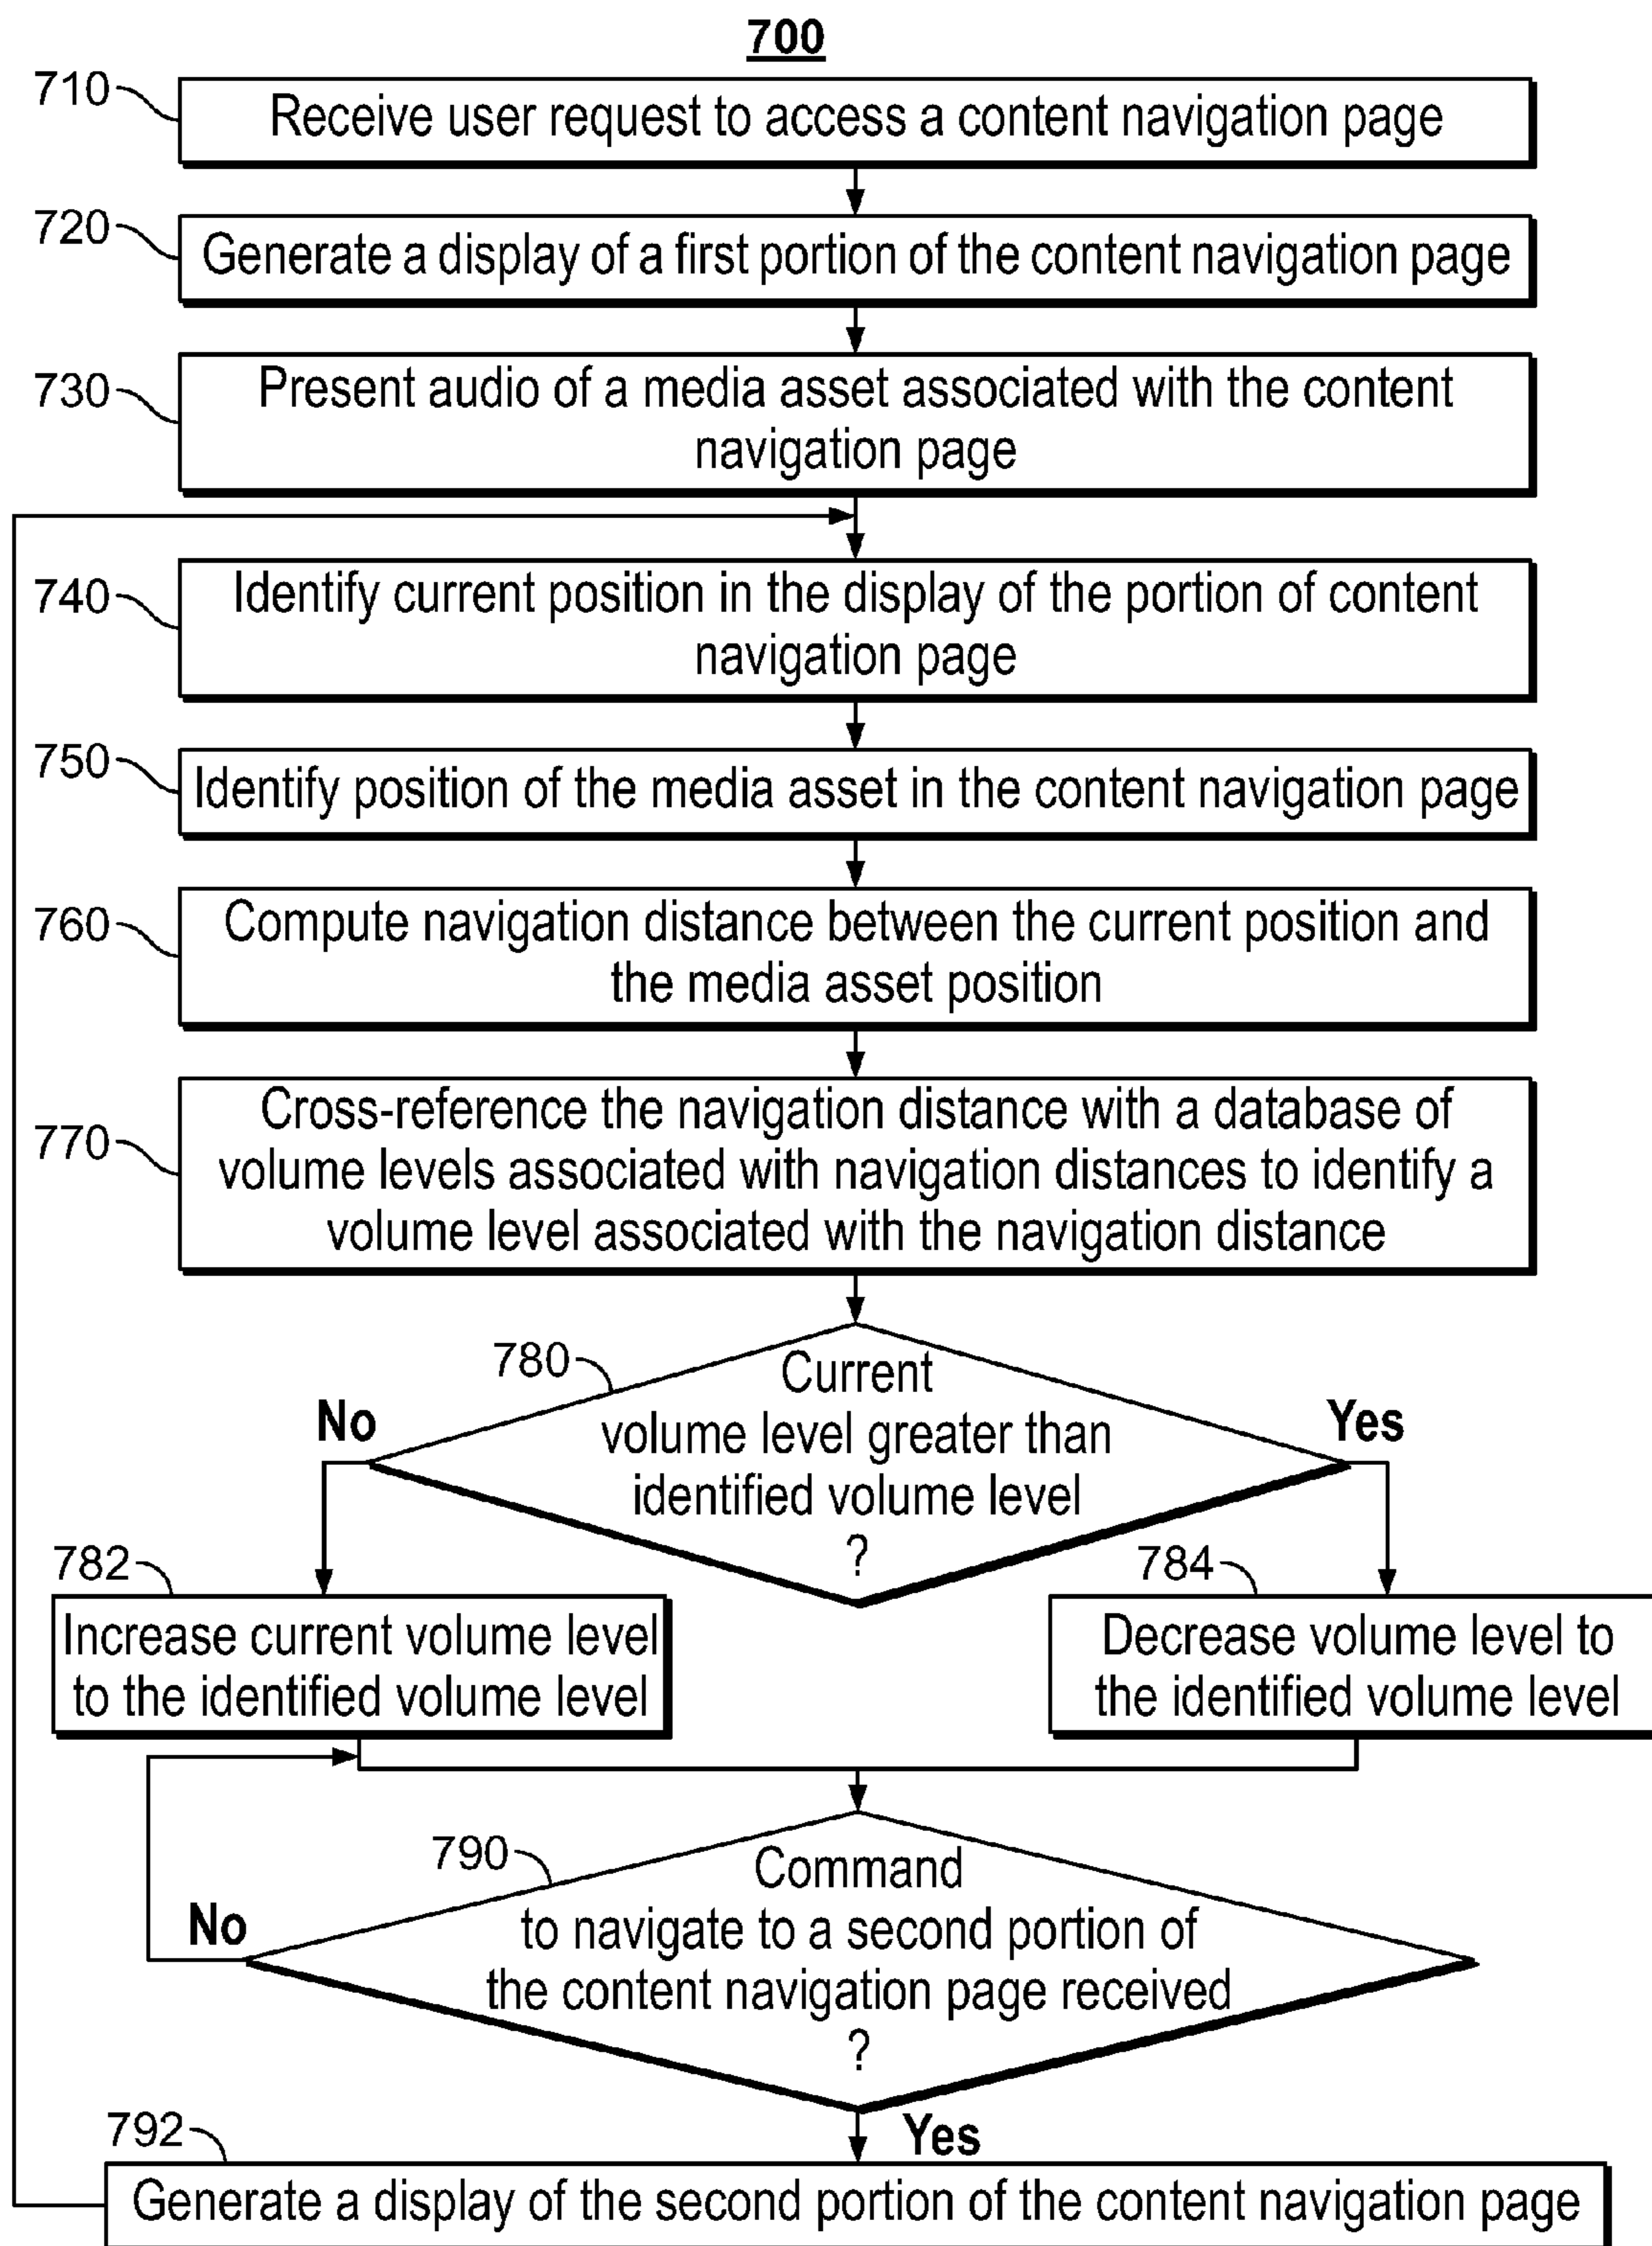 700
710
Receive user request to access a content navigation page
720
Generate a display of a first portion of the content navigation page
730
Present audio of a media asset associated with the content
navigation page
740
Identify current position in the display of the portion of content
navigation page
750
Identify position of the media asset in the content navigation page
760
Compute navigation distance between the current position and
the media asset position
770
Cross-reference the navigation distance with a database of
volume levels associated with navigation distances to identify a
volume level associated with the navigation distance
780
Current
volume level greater than
identified volume level
?
No
Yes
782
Increase current volume level
to the identified volume level
784
Decrease volume level to
the identified volume level
790
Command
to navigate to a second portion of
the content navigation page received
?
No
Yes
792
Generate a display of the second portion of the content navigation page